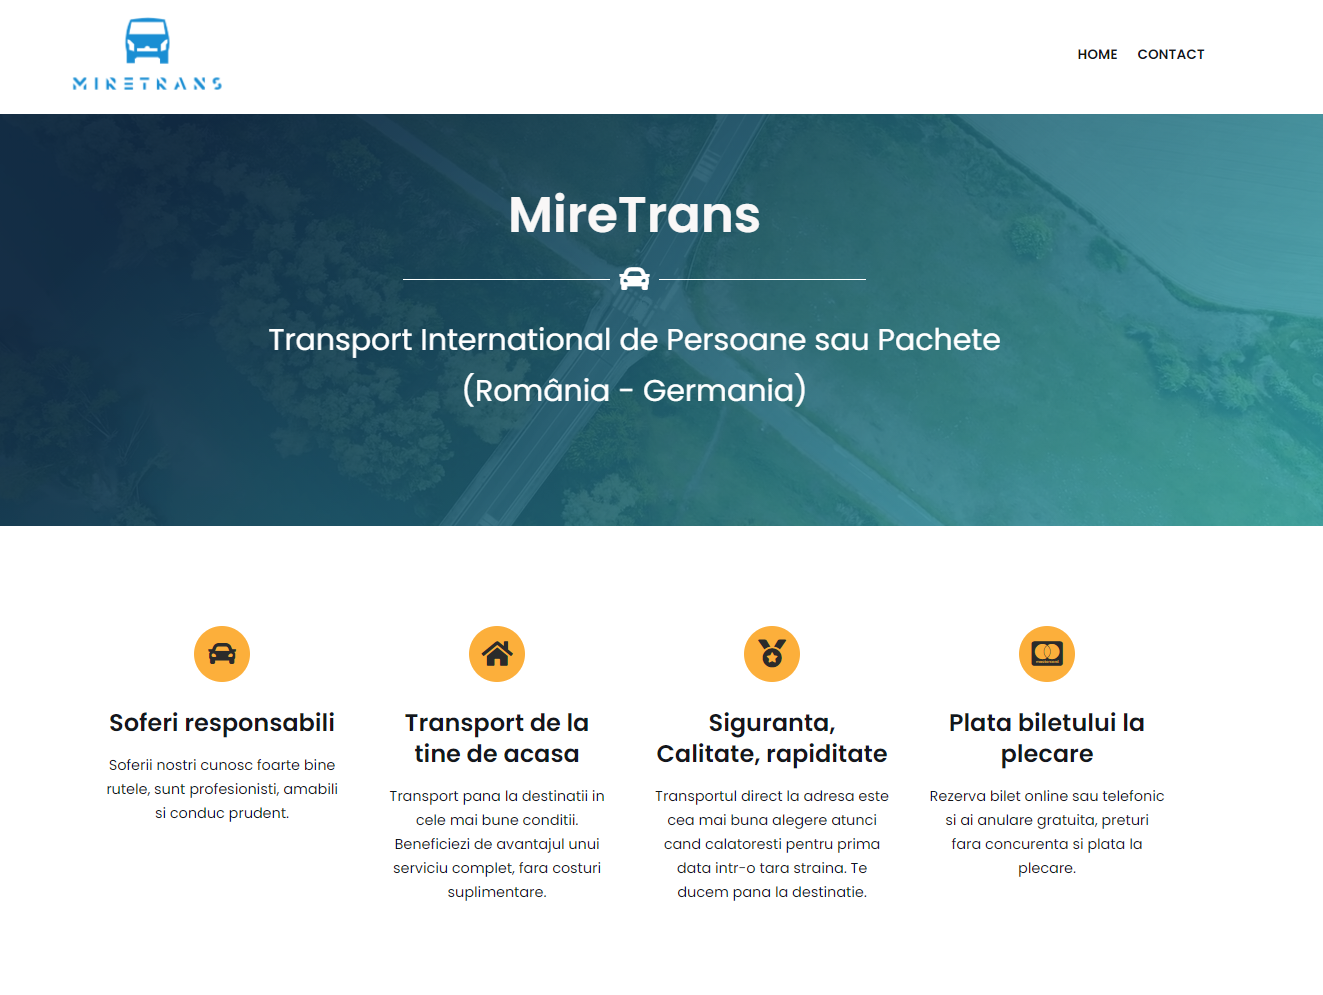 MIRETRANS
HOME CONTACT
MireTrans
Transport International de Persoane sau Pachete
(România - Germania)
Soferi responsabili
Soferii nostri cunosc foarte bine
rutele, sunt profesionisti, amabili
si conduc prudent.
Transport de la
tine de acasa
Transport pana la destinatii in
cele mai bune conditii.
Beneficiezi de avantajul unui
serviciu complet, fara costuri
suplimentare.
Siguranta,
Calitate, rapiditate
Transportul direct la adresa este
cea mai buna alegere atunci
cand calatoresti pentru prima
data intr-o tara straina. Te
ducem pana la destinatie.
Plata biletului la
plecare
Rezerva bilet online sau telefonic
si ai anulare gratuita, preturi
fara concurenta si plata la
plecare.